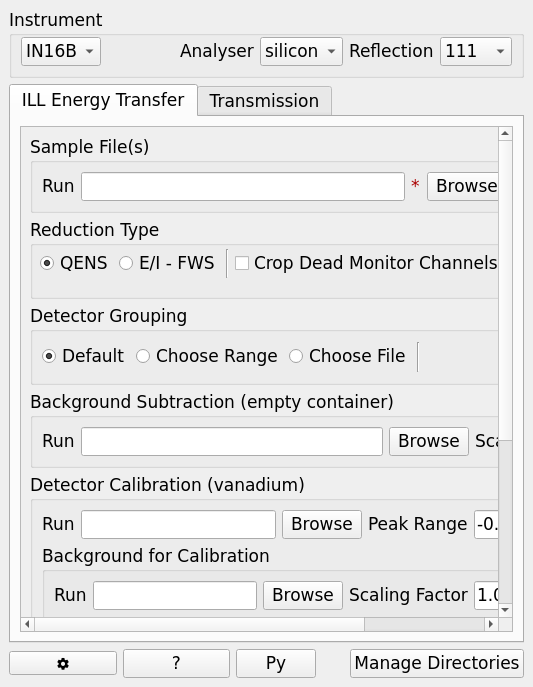 Instrument
IN16B Analyser silicon Reflection 111
ILL Energy Transfer Transmission
Sample File(s)
Run * Browse
Reduction Type
QENS E/I - FWS Crop Dead Monitor Channels
Detector Grouping
Default Choose Range Choose File
Background Subtraction (empty container)
Run Browse Sca
Detector Calibration (vanadium)
Run Browse Peak Range -0.
Background for Calibration
Run Browse Scaling Factor 1.0
? Py Manage Directories